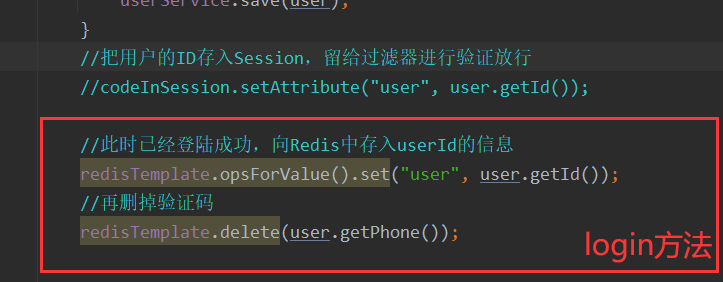 userService.save(user);
}
//把用户的ID存入Session，留给过滤器进行验证放行
//codeInSession.setAttribute("user", user.getId());
//此时已经登陆成功，向Redis中存入userId的信息
redisTemplate.opsForValue().set("user", user.getId());
//再删掉验证码
redisTemplate.delete(user.getPhone());
login方法